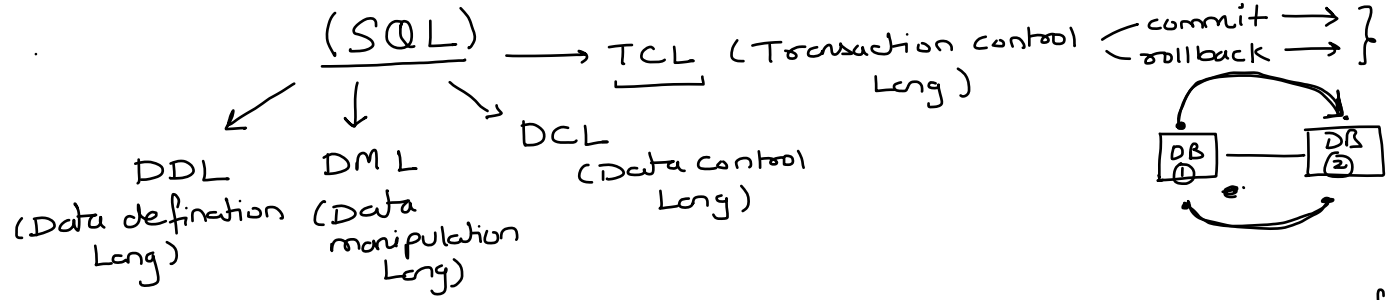 (SQL)
TCL (Transaction control
Lang)
commit
rollback
DDL
(Data defination
Lang)
DML
(Data
manipulation
Lang)
DCL
(Data control
Lang)
DB
1
DB
2
e.